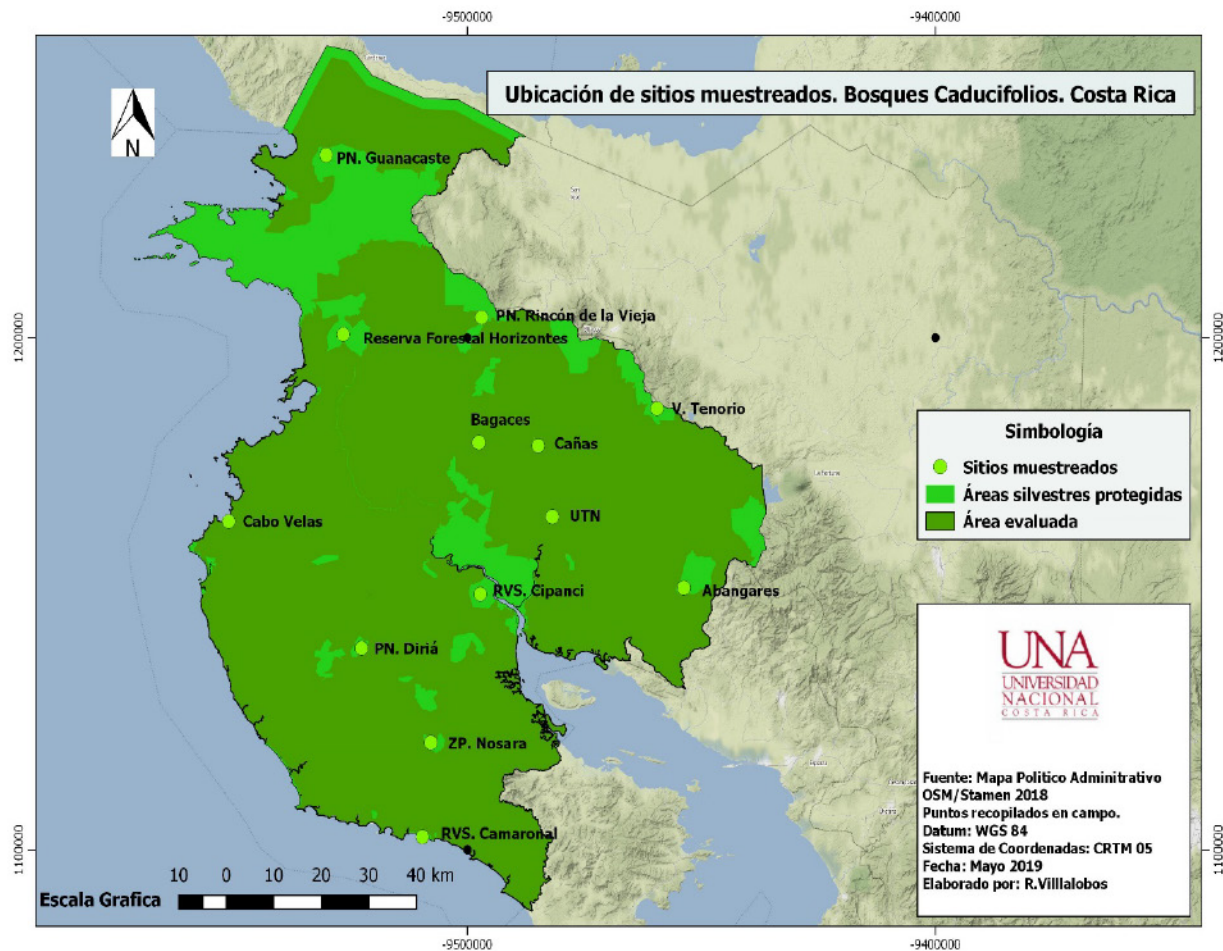 -9500000
-9400000
Ubicación de sitios muestreados. Bosques Caducifolios. Costa Rica
N
PN. Guanacaste
PN. Rincón de la Vieja
Reserva Forestal Horizontes
1200000
1200000
V. Tenorio
Bagaces
Cañas
UTN
Cabo Velas
RVS. Cipanci
Abangares
PN. Diriá
ZP. Nosara
RVS. Camaronal
Simbología
Sitios muestreados
Áreas silvestres protegidas
Área evaluada
UNA
UNIVERSIDAD
NACIONAL
COSTA RICA
Fuente: Mapa Politico Adminitrativo
OSM/Stamen 2018
Puntos recopilados en campo.
Datum: WGS 84
Sistema de Coordenadas: CRTM 05
Fecha: Mayo 2019
Elaborado por: R.Villlalobos
1100000
1100000
10 0 10 20 30 40 km
Escala Grafica
-9500000
-9400000